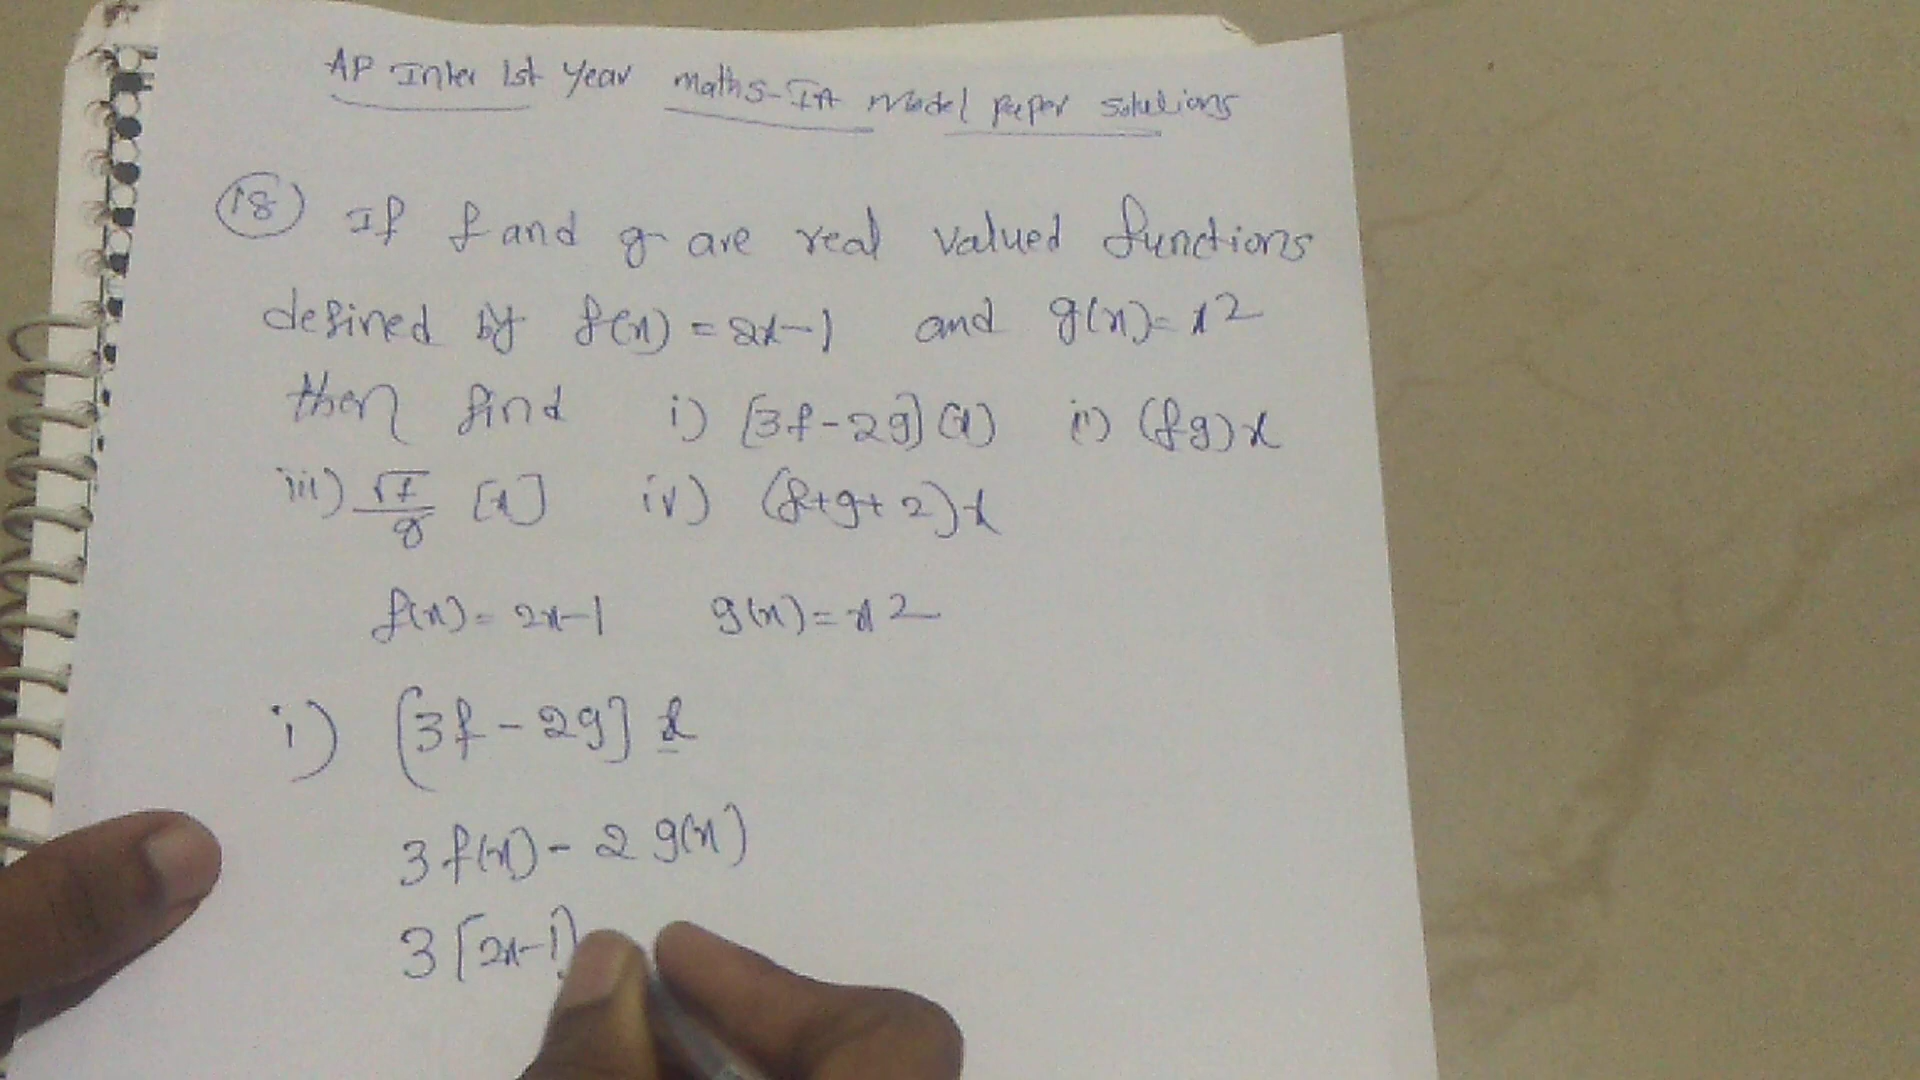 AP Inter 1st Year maths-IA model paper solutions
18) If f and g are real valued functions
defined by f(x) = 2x-1 and g(x) = x2
then find i) [3f-2g](x) ii) (fg)x
iii) √f/g [x] iv) (f+g+2)x
f(x) = 2x-1 g(x) = x2
i) [3f-2g] x
3f(x) - 2g(x)
3[2x-1]